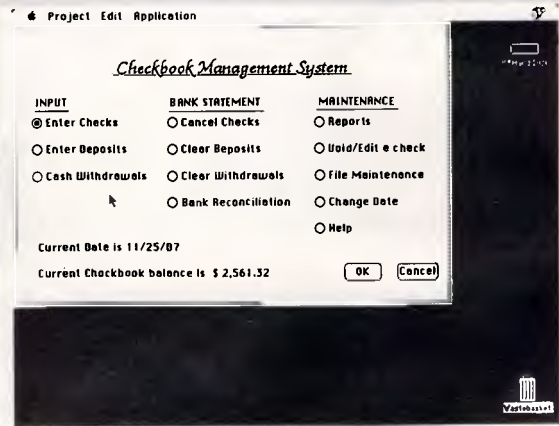 Project Edit Application
Checkbook Management System
INPUT
Enter Checks
Enter Deposits
Cash Withdrawals
BANK STATEMENT
Cancel Checks
Clear Deposits
Clear Withdrawals
Bank Reconciliation
MAINTENANCE
Reports
Void/Edit a check
File Maintenance
Change Date
Help
Current Date is 11/25/87
Current Checkbook balance is $ 2,561.32
OK Cancel
Wastebasket